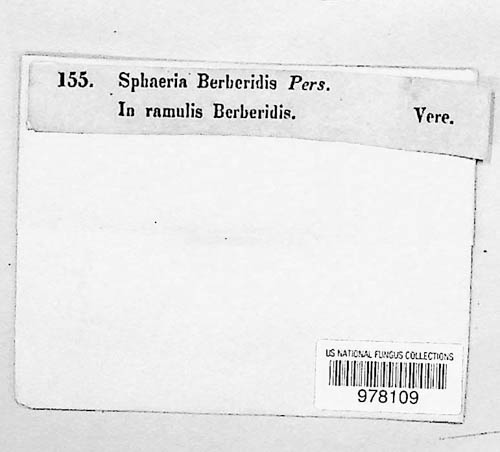 155. Sphaeria Berberidis Pers.
In ramulis Berberidis. Vere.
US NATIONAL FUNGUS COLLECTIONS
978109